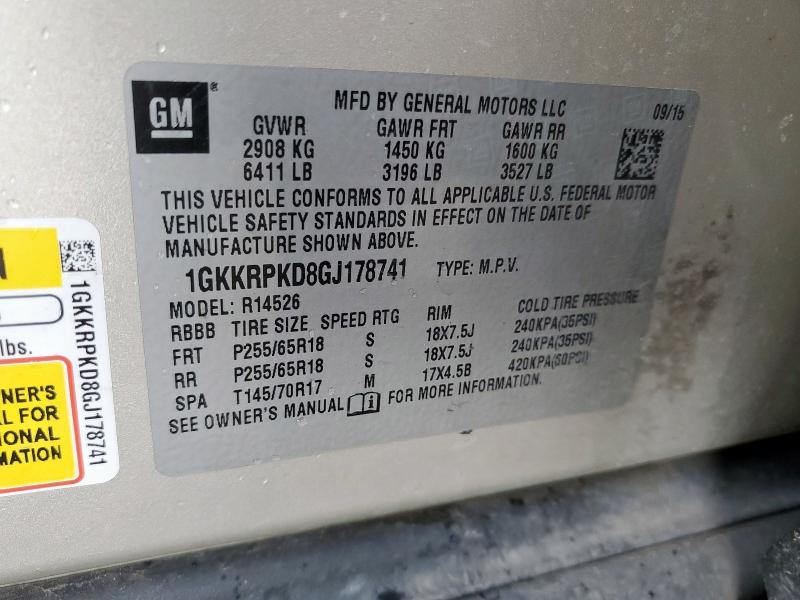 GM
MFD BY GENERAL MOTORS LLC
09/15
GVWR GAWR FRT GAWR RR
2908 KG 1450 KG 1600 KG
6411 LB 3196 LB 3527 LB
THIS VEHICLE CONFORMS TO ALL APPLICABLE U.S. FEDERAL MOTOR
VEHICLE SAFETY STANDARDS IN EFFECT ON THE DATE OF
MANUFACTURE SHOWN ABOVE.
1GKKRPKD8GJ178741 TYPE: M.P.V.
MODEL: R14526
RBBB TIRE SIZE SPEED RTG RIM COLD TIRE PRESSURE
FRT P255/65R18 S 18X7.5J 240KPA(35PSI)
RR P255/65R18 S 18X7.5J 240KPA(35PSI)
SPA T145/70R17 M 17X4.5B 420KPA(60PSI)
SEE OWNER'S MANUAL FOR MORE INFORMATION.
1GKKRPKD8GJ178741
lbs.
NER'S
AL FOR
IONAL
MATION